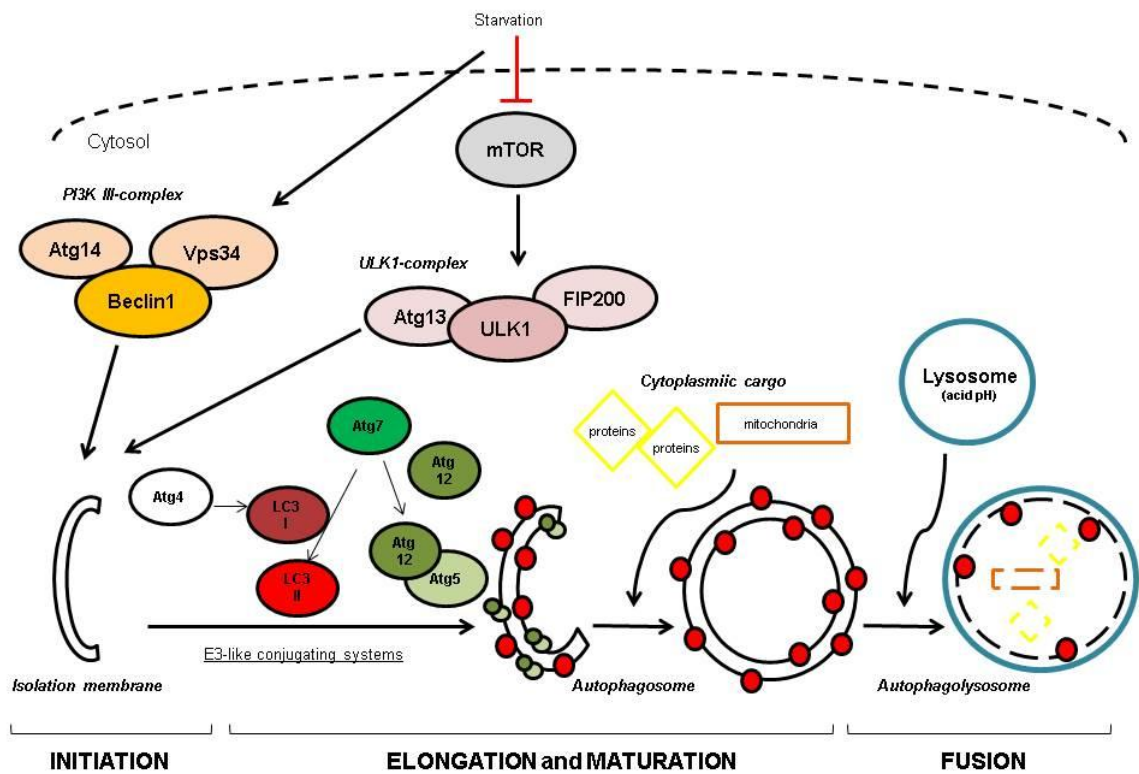 Starvation
Cytosol
mTOR
PI3K III-complex
Atg14
Vps34
Beclin1
ULK1-complex
Atg13
ULK1
FIP200
Lysosome
(acid pH)
Cytoplasmiic cargo
proteins
proteins
mitochondria
Atg7
Atg
12
Atg4
LC3
I
LC3
II
Atg
12
Atg5
E3-like conjugating systems
Isolation membrane
Autophagosome
Autophagolysosome
INITIATION
ELONGATION and MATURATION
FUSION